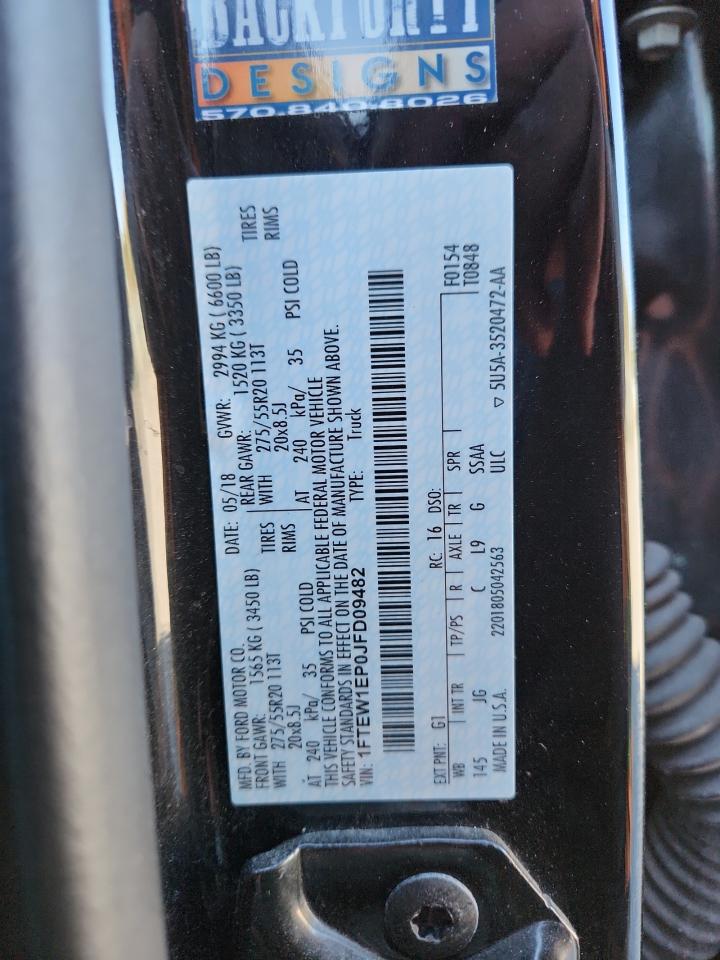 BACKFORTY
DESIGNS
570.840.8026
MFD. BY FORD MOTOR CO.
DATE: 05/18 GVWR: 2994 KG ( 6600 LB)
FRONT GAWR: 1565 KG ( 3450 LB)
REAR GAWR: 1520 KG ( 3350 LB)
WITH 275/55R20 113T TIRES
WITH 275/55R20 113T TIRES
20x8.5J RIMS
20x8.5J RIMS
AT 240 kPa/ 35 PSI COLD
AT 240 kPa/ 35 PSI COLD
THIS VEHICLE CONFORMS TO ALL APPLICABLE FEDERAL MOTOR VEHICLE
SAFETY STANDARDS IN EFFECT ON THE DATE OF MANUFACTURE SHOWN ABOVE.
VIN: 1FTEW1EP0JFD09482 TYPE: Truck
EXT PNT: G1 RC: 16 DSO: F0154
WB INT TR TP/PS R AXLE TR SPR T0848
145 JG C L9 G SSAA
MADE IN U.S.A. 2201805042563 ULC ▽ 5U5A-3520472-AA